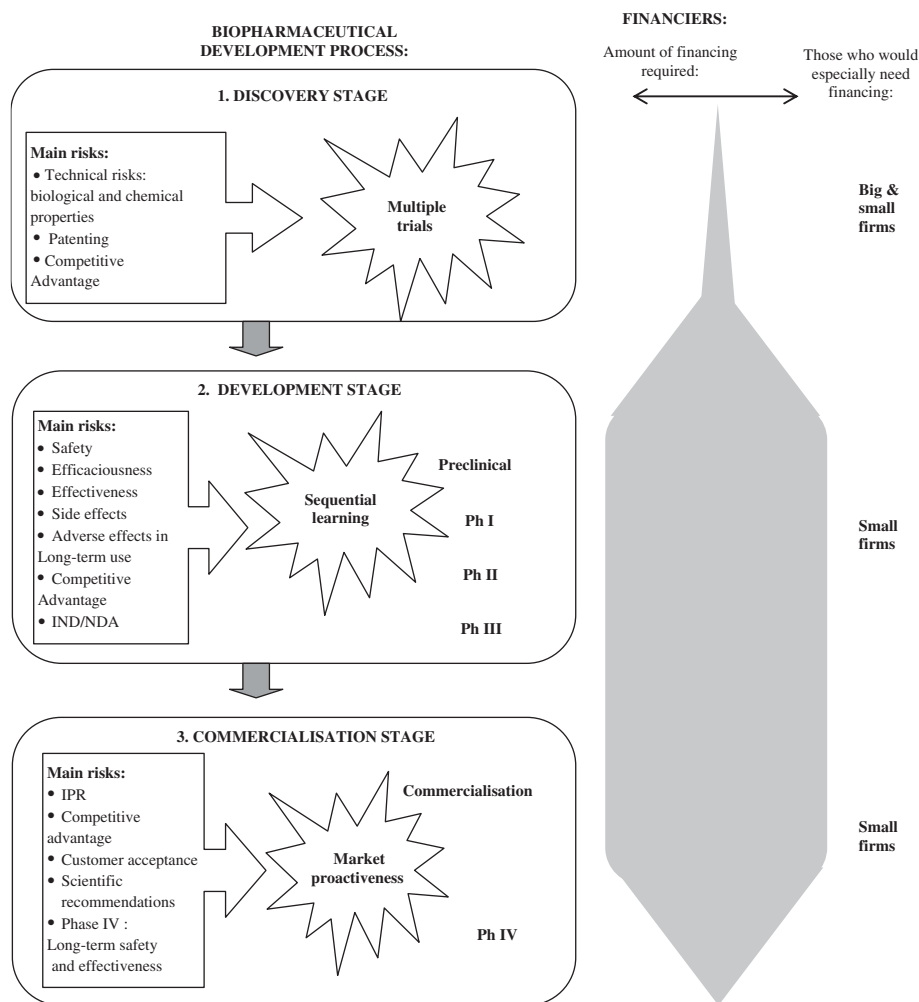 BIOPHARMACEUTICAL
DEVELOPMENT PROCESS:
FINANCIERS:
Amount of financing
required:
Those who would
especially need
financing:
1. DISCOVERY STAGE
Main risks:
• Technical risks:
biological and chemical
properties
• Patenting
• Competitive
Advantage
Multiple
trials
Big &
small
firms
2. DEVELOPMENT STAGE
Main risks:
• Safety
• Efficaciousness
• Effectiveness
• Side effects
• Adverse effects in
Long-term use
• Competitive
Advantage
• IND/NDA
Sequential
learning
Preclinical
Ph I
Ph II
Ph III
Small
firms
3. COMMERCIALISATION STAGE
Main risks:
• IPR
• Competitive
advantage
• Customer acceptance
• Scientific
recommendations
• Phase IV :
Long-term safety
and effectiveness
Market
proactiveness
Commercialisation
Ph IV
Small
firms